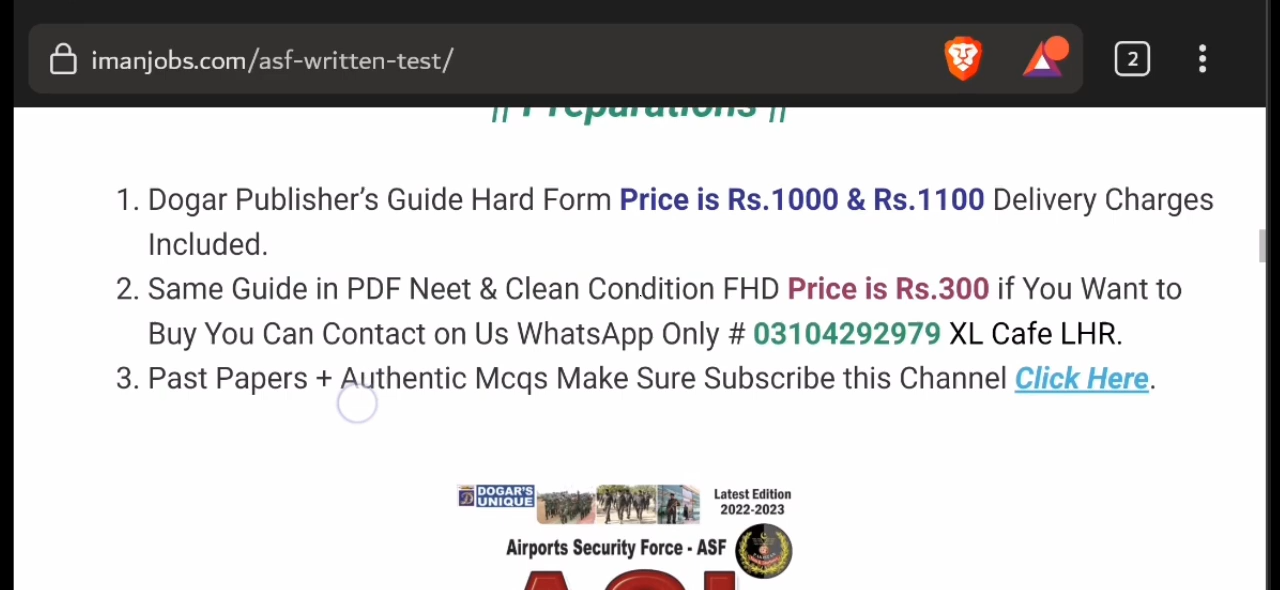 imanjobs.com/asf-written-test/
2
|| Preparations ||
1. Dogar Publisher’s Guide Hard Form Price is Rs.1000 & Rs.1100 Delivery Charges
Included.
2. Same Guide in PDF Neet & Clean Condition FHD Price is Rs.300 if You Want to
Buy You Can Contact on Us WhatsApp Only # 03104292979 XL Cafe LHR.
3. Past Papers + Authentic Mcqs Make Sure Subscribe this Channel Click Here.
DOGAR'S
UNIQUE
Latest Edition
2022-2023
Airports Security Force - ASF